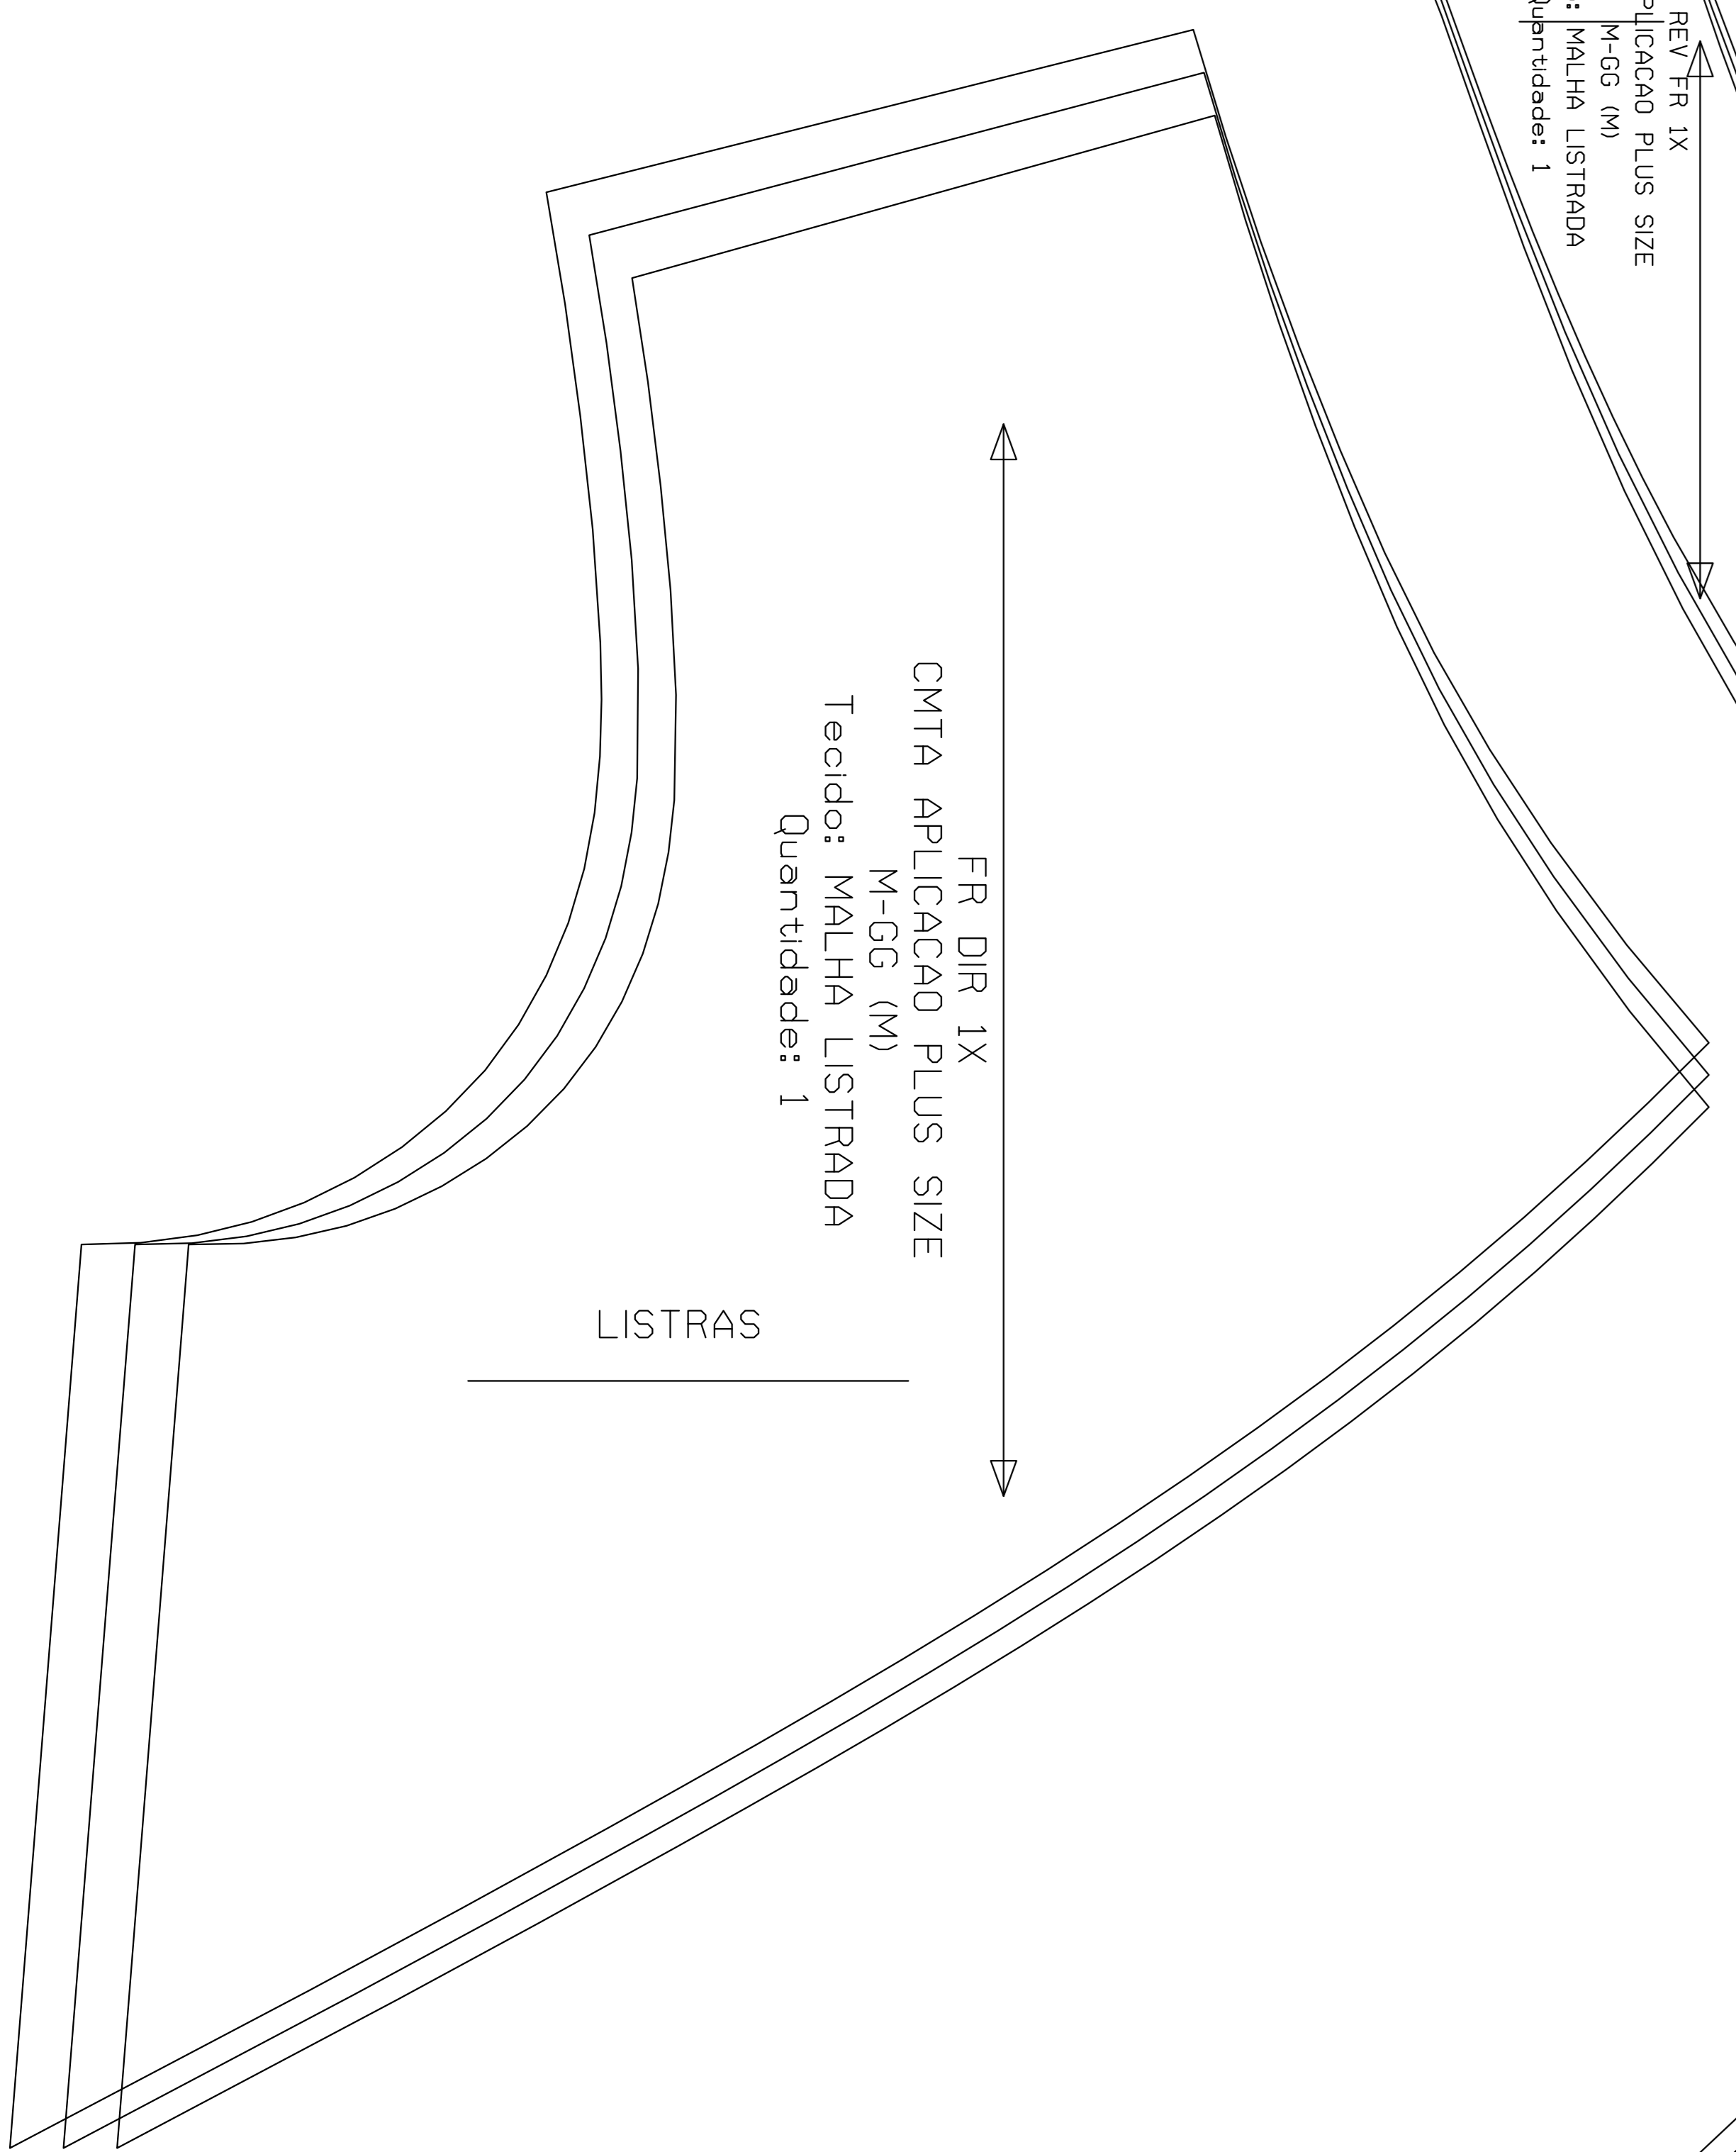 REV FR 1X
PLICACAO PLUS SIZE
M-GG (M)
: MALHA LISTRADA
Quantidade: 1
FR DIR 1X
CMTA APLICACAO PLUS SIZE
M-GG (M)
Tecido: MALHA LISTRADA
Quantidade: 1
LISTRAS